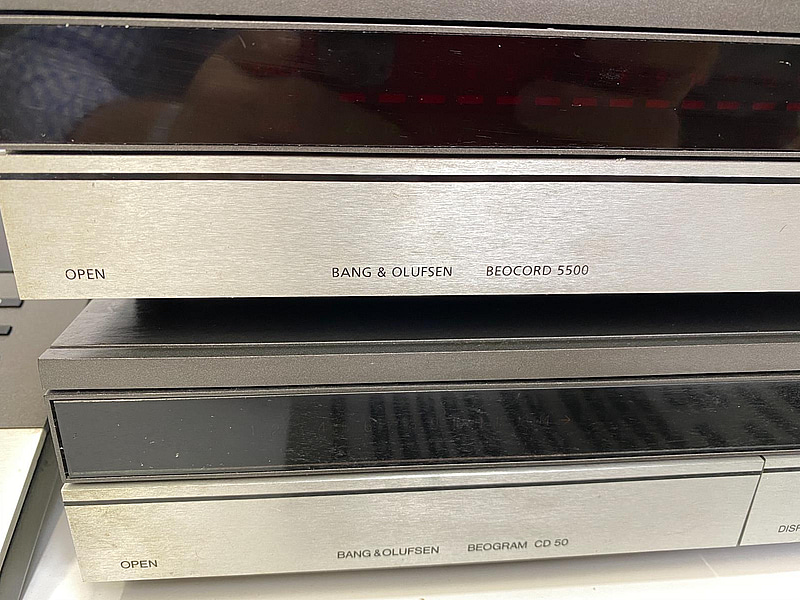 OPEN BANG & OLUFSEN BEOCORD 5500
OPEN BANG & OLUFSEN BEOGRAM CD 50